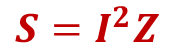 S = I²Z